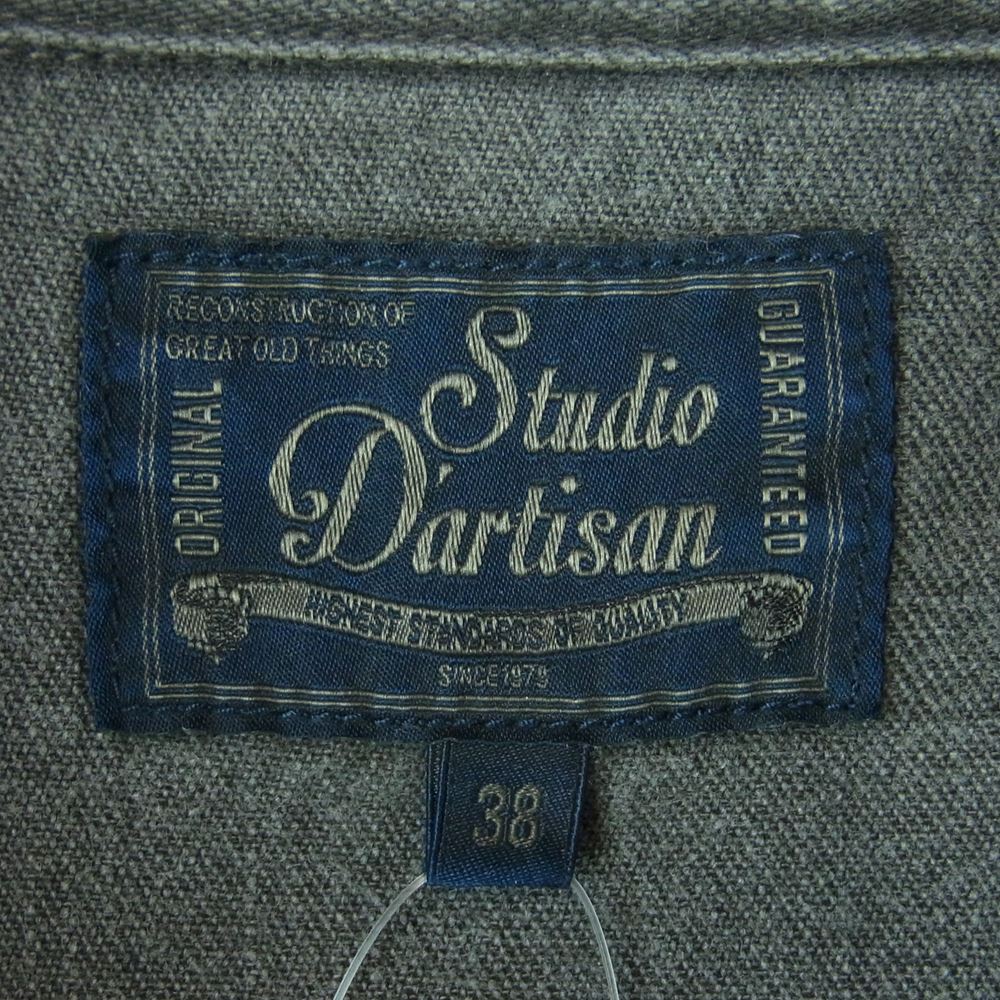 RECONSTRUCTION OF
GREAT OLD THINGS
ORIGINAL
Studio
D'artisan
GUARANTEED
HIGHEST STANDARDS OF QUALITY
SINCE 1979
38